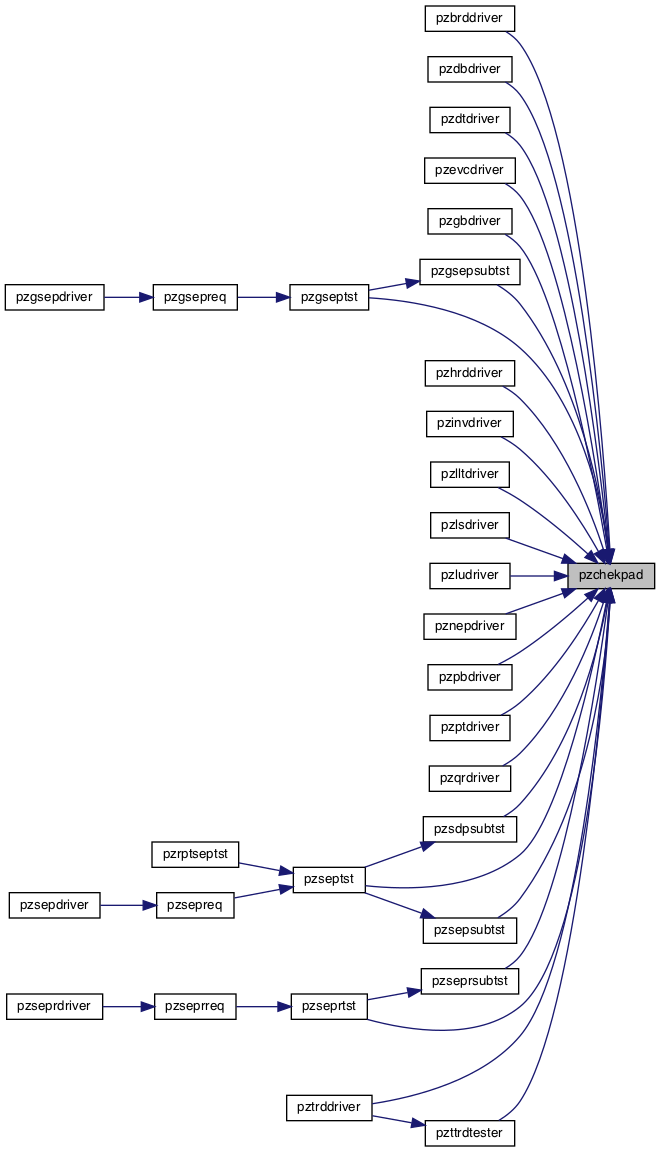 pzbrddriver
pzdbdriver
pzdtdriver
pzevcdriver
pzgbdriver
pzgsepsubtst
pzgsepdriver
pzgsepreq
pzgseptst
pzhrddriver
pzinvdriver
pzlltdriver
pzlsdriver
pzludriver
pzchekpad
pznepdriver
pzpbdriver
pzptdriver
pzqrdriver
pzsdpsubtst
pzrptseptst
pzseptst
pzsepdriver
pzsepreq
pzsepsubtst
pzseprsubtst
pzseprdriver
pzseprreq
pzseprtst
pztrddriver
pzttrdtester